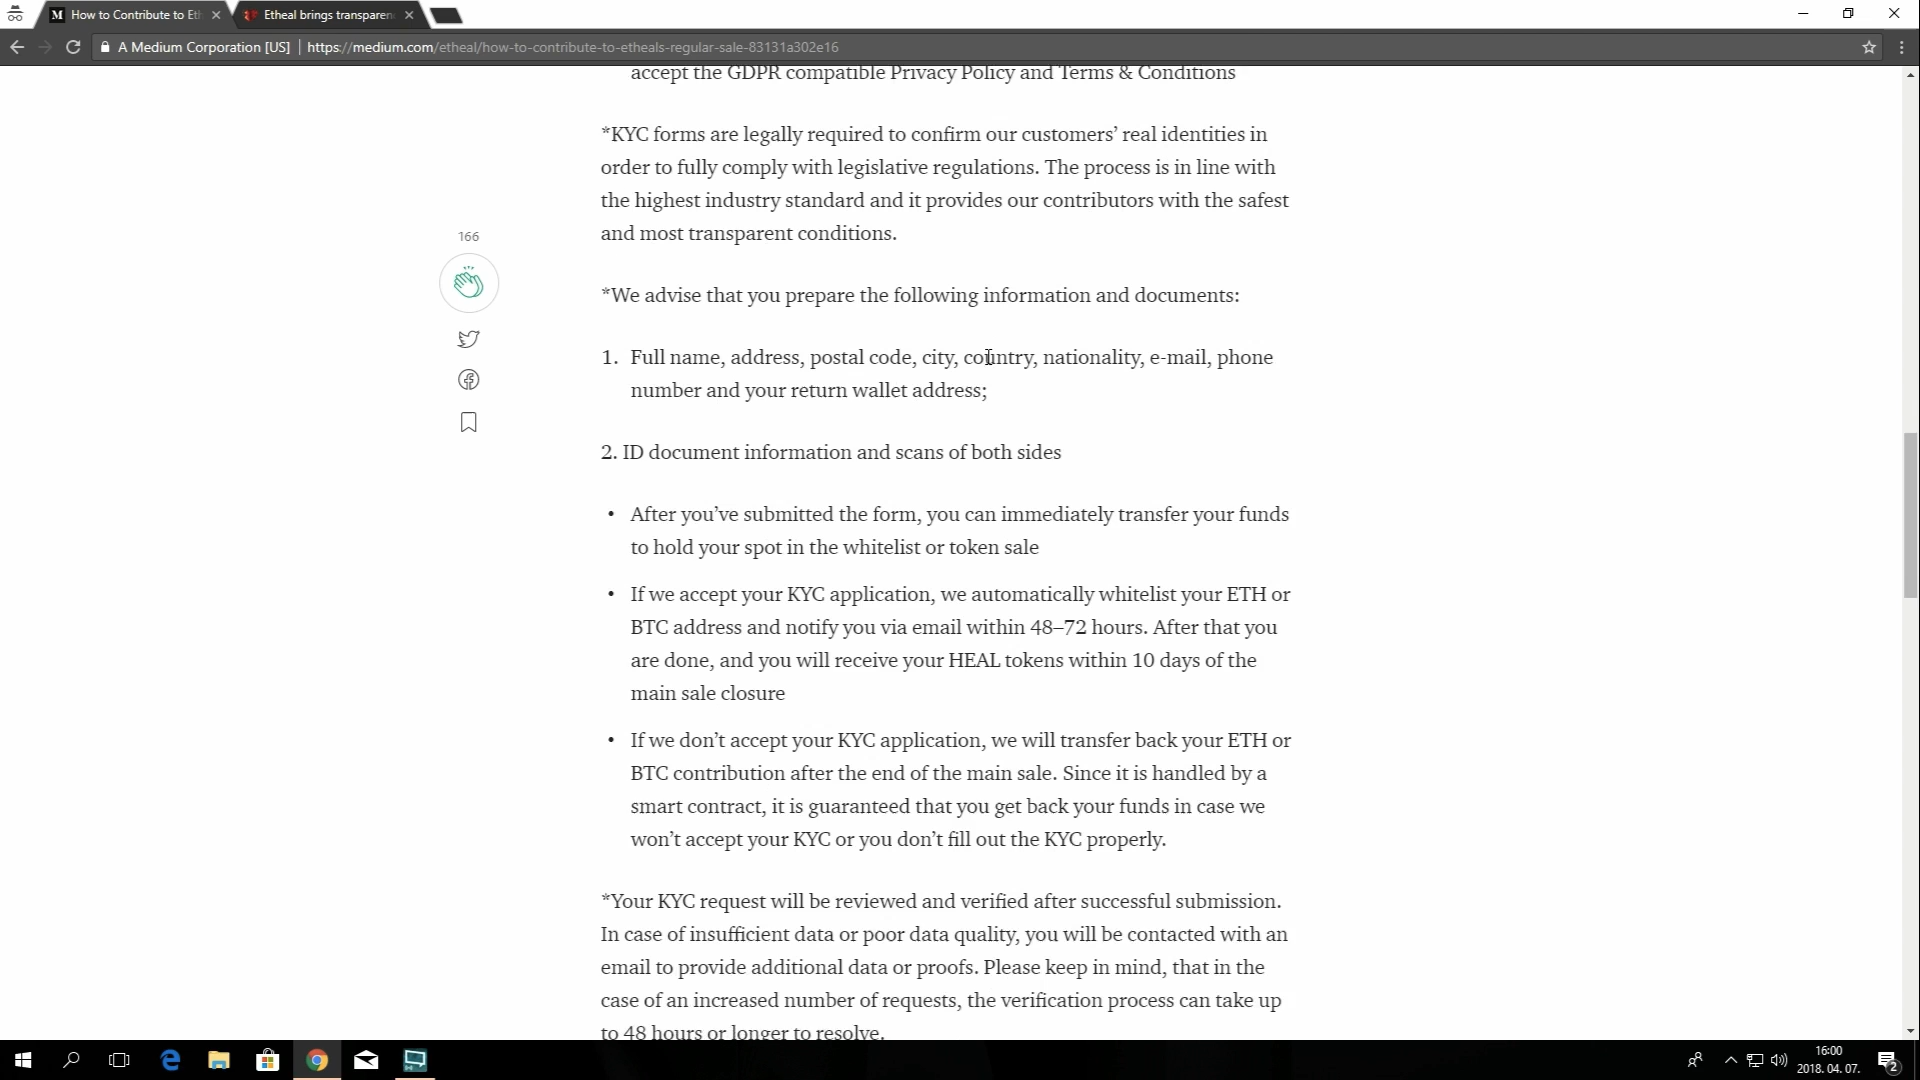 How to Contribute to Eth
Etheal brings transparen
A Medium Corporation [US]
https://medium.com/etheal/how-to-contribute-to-etheals-regular-sale-83131a302e16
accept the GDPR compatible Privacy Policy and Terms & Conditions
*KYC forms are legally required to confirm our customers’ real identities in
order to fully comply with legislative regulations. The process is in line with
the highest industry standard and it provides our contributors with the safest
and most transparent conditions.
166
*We advise that you prepare the following information and documents:
1. Full name, address, postal code, city, country, nationality, e-mail, phone
number and your return wallet address;
2. ID document information and scans of both sides
• After you’ve submitted the form, you can immediately transfer your funds
to hold your spot in the whitelist or token sale
• If we accept your KYC application, we automatically whitelist your ETH or
BTC address and notify you via email within 48–72 hours. After that you
are done, and you will receive your HEAL tokens within 10 days of the
main sale closure
• If we don’t accept your KYC application, we will transfer back your ETH or
BTC contribution after the end of the main sale. Since it is handled by a
smart contract, it is guaranteed that you get back your funds in case we
won’t accept your KYC or you don’t fill out the KYC properly.
*Your KYC request will be reviewed and verified after successful submission.
In case of insufficient data or poor data quality, you will be contacted with an
email to provide additional data or proofs. Please keep in mind, that in the
case of an increased number of requests, the verification process can take up
to 48 hours or longer to resolve.
16:00
2018. 04. 07.
2